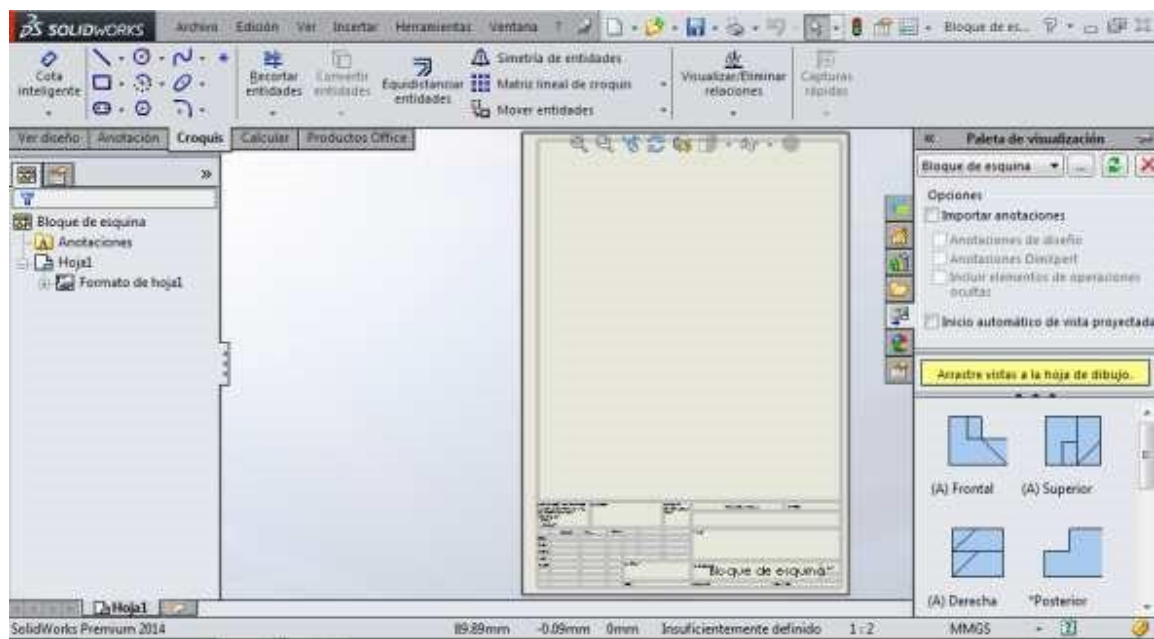 SOLIDWORKS Archivo Edición Ver Insertar Herramientas Ventana ? Bloque de es...
Cota inteligente
Recortar entidades
Convertir entidades
Equidistanciar entidades
Simetría de entidades
Matriz lineal de croquis
Mover entidades
Visualizar/Eliminar relaciones
Capturas rápidas
Ver diseño Anotación Croquis Calcular Productos Office
Bloque de esquina
Anotaciones
Hoja1
Formato de hoja1
Bloque de esquina
Paleta de visualización
Bloque de esquina ...
Opciones
Importar anotaciones
Anotaciones de diseño
Anotaciones DimXpert
Incluir elementos de operaciones
ocultas
Inicio automático de vista proyectada
Arrastre vistas a la hoja de dibujo.
(A) Frontal (A) Superior
(A) Derecha *Posterior
Hoja1
SolidWorks Premium 2014 89.89mm -0.09mm 0mm Insuficientemente definido 1:2 MMGS